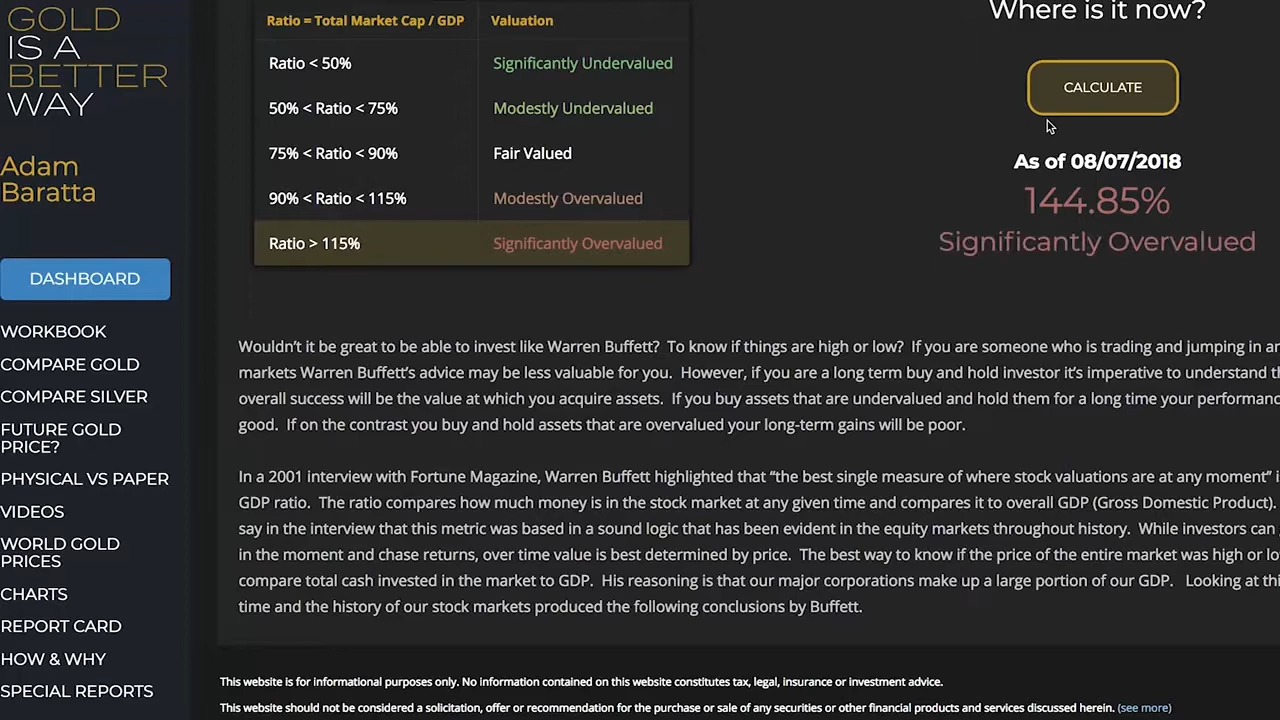 GOLD
IS A
BETTER
WAY
Adam
Baratta
DASHBOARD
WORKBOOK
COMPARE GOLD
COMPARE SILVER
FUTURE GOLD
PRICE?
PHYSICAL VS PAPER
VIDEOS
WORLD GOLD
PRICES
CHARTS
REPORT CARD
HOW & WHY
SPECIAL REPORTS
Ratio = Total Market Cap / GDP Valuation
Ratio < 50% Significantly Undervalued
50% < Ratio < 75% Modestly Undervalued
75% < Ratio < 90% Fair Valued
90% < Ratio < 115% Modestly Overvalued
Ratio > 115% Significantly Overvalued
Where is it now?
CALCULATE
As of 08/07/2018
144.85%
Significantly Overvalued
Wouldn't it be great to be able to invest like Warren Buffett? To know if things are high or low? If you are someone who is trading and jumping in
markets Warren Buffett's advice may be less valuable for you. However, if you are a long term buy and hold investor it's imperative to understand
overall success will be the value at which you acquire assets. If you buy assets that are undervalued and hold them for a long time your
good. If on the contrast you buy and hold assets that are overvalued your long-term gains will be poor.
In a 2001 interview with Fortune Magazine, Warren Buffett highlighted that “the best single measure of where stock valuations are at any moment”
GDP ratio. The ratio compares how much money is in the stock market at any given time and compares it to overall GDP (Gross Domestic Product).
say in the interview that this metric was based in a sound logic that has been evident in the equity markets throughout history. While investors can
in the moment and chase returns, over time value is best determined by price. The best way to know if the price of the entire market was high or
compare total cash invested in the market to GDP. His reasoning is that our major corporations make up a large portion of our GDP. Looking at
time and the history of our stock markets produced the following conclusions by Buffett.
This website is for informational purposes only. No information contained on this website constitutes tax, legal, insurance or investment advice.
This website should not be considered a solicitation, offer or recommendation for the purchase or sale of any securities or other financial products and services discussed herein. (see more)